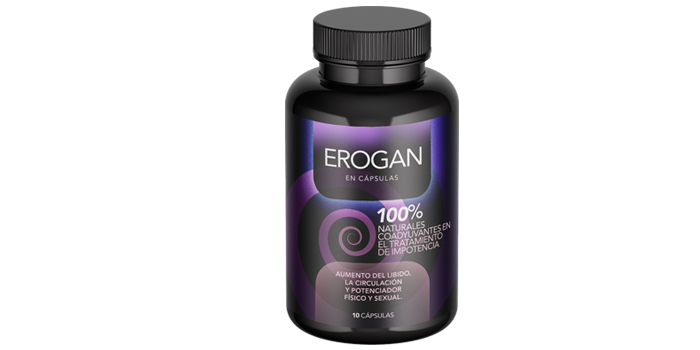 EROGAN
EN CÁPSULAS
100%
NATURALES
COADYUVANTES EN
EL TRATAMIENTO
DE IMPOTENCIA
AUMENTO DEL LIBIDO,
LA CIRCULACIÓN
Y POTENCIADOR
FÍSICO Y SEXUAL.
10 CÁPSULAS